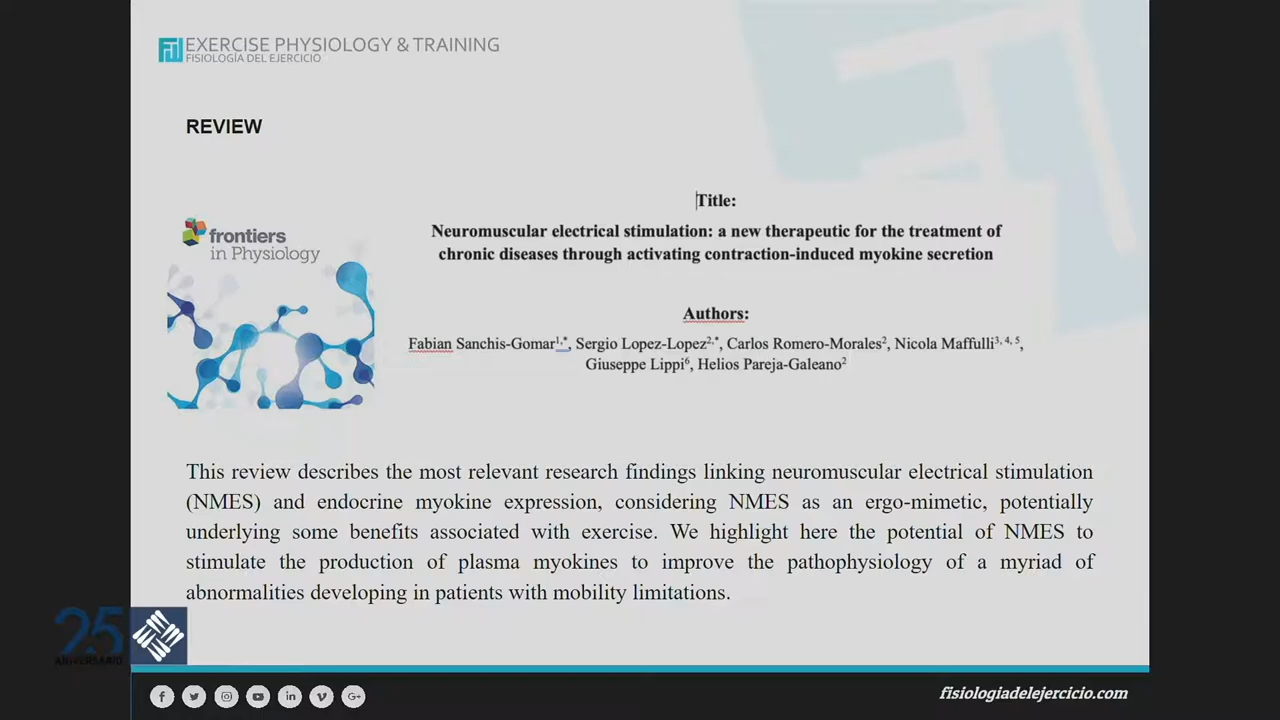 EXERCISE PHYSIOLOGY & TRAINING
FISIOLOGÍA DEL EJERCICIO
REVIEW
frontiers
in Physiology
Title:
Neuromuscular electrical stimulation: a new therapeutic for the treatment of
chronic diseases through activating contraction-induced myokine secretion
Authors:
Fabian Sanchis-Gomar1,*, Sergio Lopez-Lopez2,*, Carlos Romero-Morales2, Nicola Maffulli3, 4, 5,
Giuseppe Lippi6, Helios Pareja-Galeano2
This review describes the most relevant research findings linking neuromuscular electrical stimulation
(NMES) and endocrine myokine expression, considering NMES as an ergo-mimetic, potentially
underlying some benefits associated with exercise. We highlight here the potential of NMES to
stimulate the production of plasma myokines to improve the pathophysiology of a myriad of
abnormalities developing in patients with mobility limitations.
25
ANIVERSARIO
fisiologiadelejercicio.com